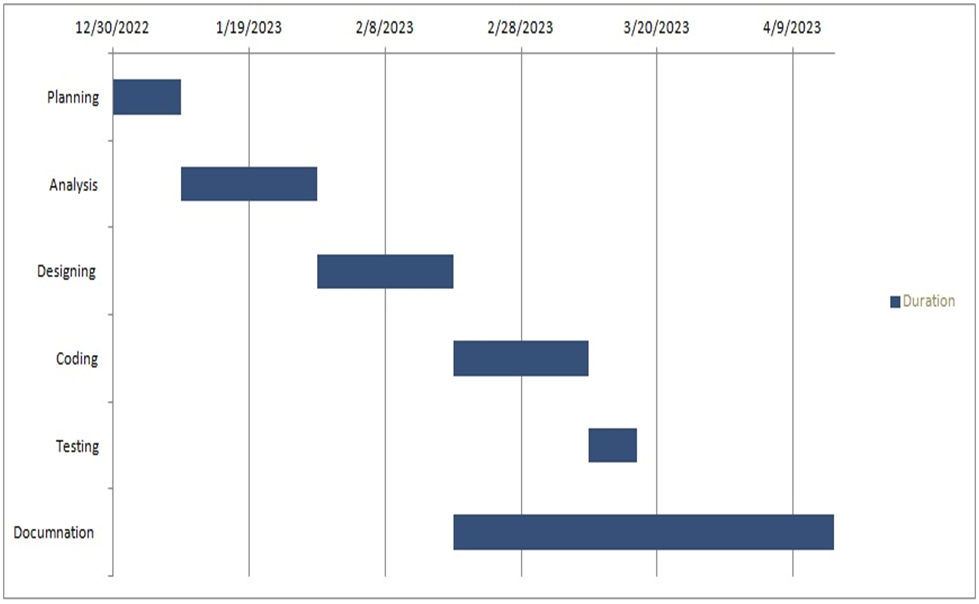 12/30/2022 1/19/2023 2/8/2023 2/28/2023 3/20/2023 4/9/2023
Planning
Analysis
Designing
Duration
Coding
Testing
Documnation